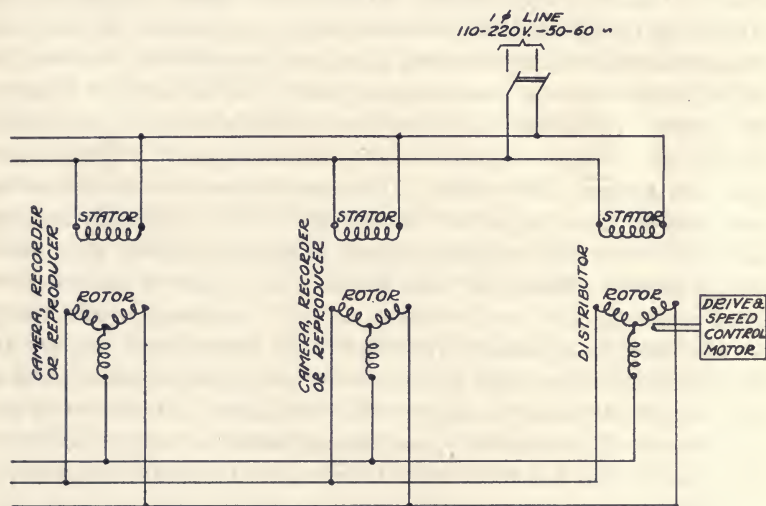 1 ϕ LINE
110-220V.-50-60 ~
STATOR
STATOR
STATOR
CAMERA, RECORDER
OR REPRODUCER
ROTOR
CAMERA, RECORDER
OR REPRODUCER
ROTOR
DISTRIBUTOR
ROTOR
DRIVE&
SPEED
CONTROL
MOTOR